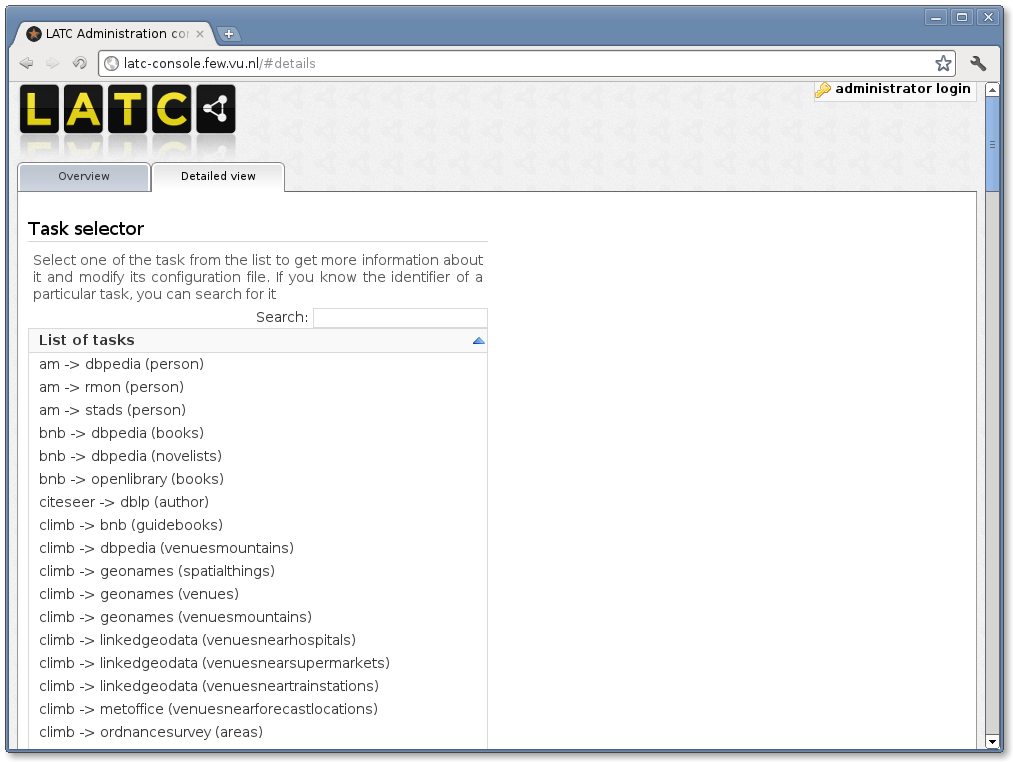 LATC Administration co
latc-console.few.vu.nl/#details
LATC
administrator login
Overview
Detailed view
Task selector
Select one of the task from the list to get more information about
it and modify its configuration file. If you know the identifier of a
particular task, you can search for it
Search:
List of tasks
am -> dbpedia (person)
am -> rmon (person)
am -> stads (person)
bnb -> dbpedia (books)
bnb -> dbpedia (novelists)
bnb -> openlibrary (books)
citeseer -> dblp (author)
climb -> bnb (guidebooks)
climb -> dbpedia (venuesmountains)
climb -> geonames (spatialthings)
climb -> geonames (venues)
climb -> geonames (venuesmountains)
climb -> linkedgeodata (venuesnearhospitals)
climb -> linkedgeodata (venuesnearsupermarkets)
climb -> linkedgeodata (venuesneartrainstations)
climb -> metoffice (venuesnearforecastlocations)
climb -> ordnancesurvey (areas)